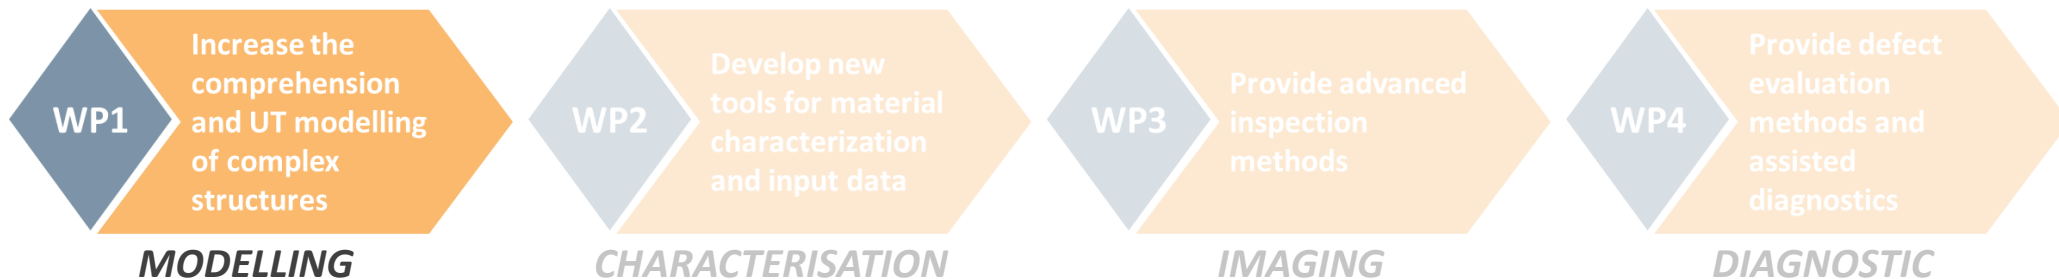 WP1
Increase the
comprehension
and UT modelling
of complex
structures
MODELLING
WP2
Develop new
tools for material
characterization
and input data
CHARACTERISATION
WP3
Provide advanced
inspection
methods
IMAGING
WP4
Provide defect
evaluation
methods and
assisted
diagnostics
DIAGNOSTIC